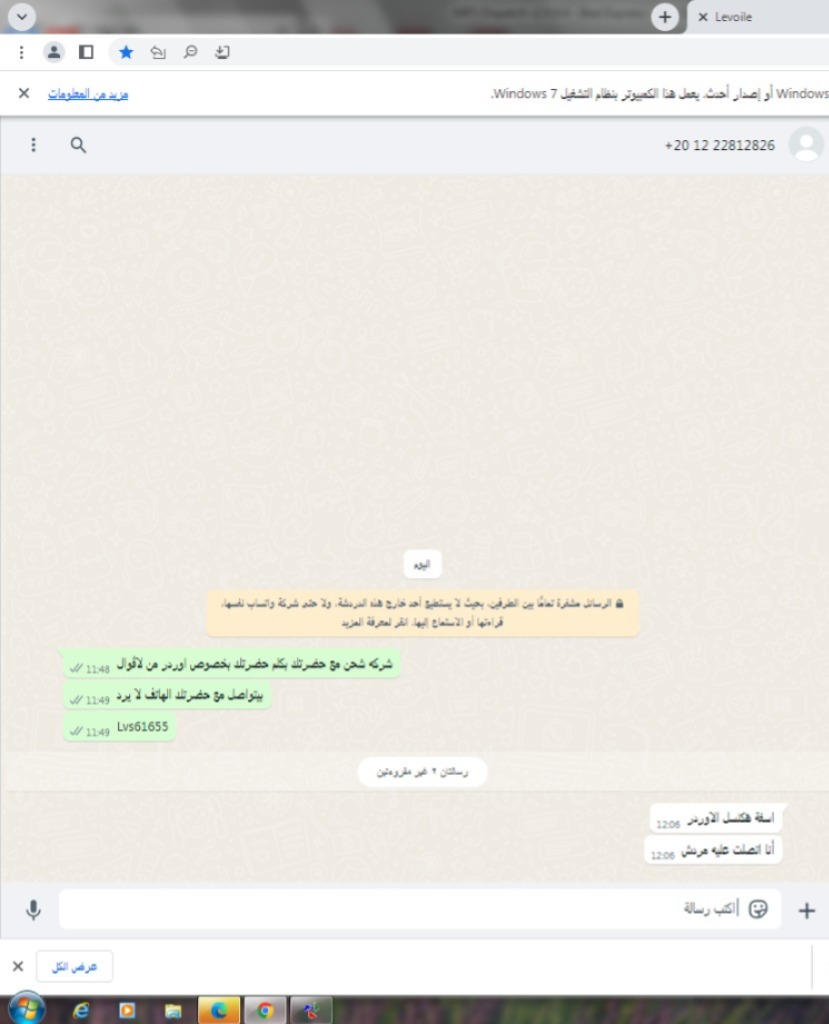 Levoile
Windows أو إصدار أحدث. يعمل هذا الكمبيوتر بنظام التشغيل Windows 7.
مزيد من المعلومات
+20 12 22812826
اليوم
الرسائل مشفرة تمامًا بين الطرفين، بحيث لا يستطيع أحد خارج هذه الدردشة، ولا حتى شركة واتساب نفسها،
قراءتها أو الاستماع إليها. انقر لمعرفة المزيد
شركه شحن مع حضرتك بكلم حضرتك بخصوص اوردر من لافوال 11:48
بيتواصل مع حضرتك الهاتف لا يرد 11:49
Lvs61655 11:49
رسالتان ٢ غير مقروءتين
اسفة هكنسل الاوردر 12:06
أنا اتصلت عليه مردش 12:06
اكتب رسالة
عرض الكل